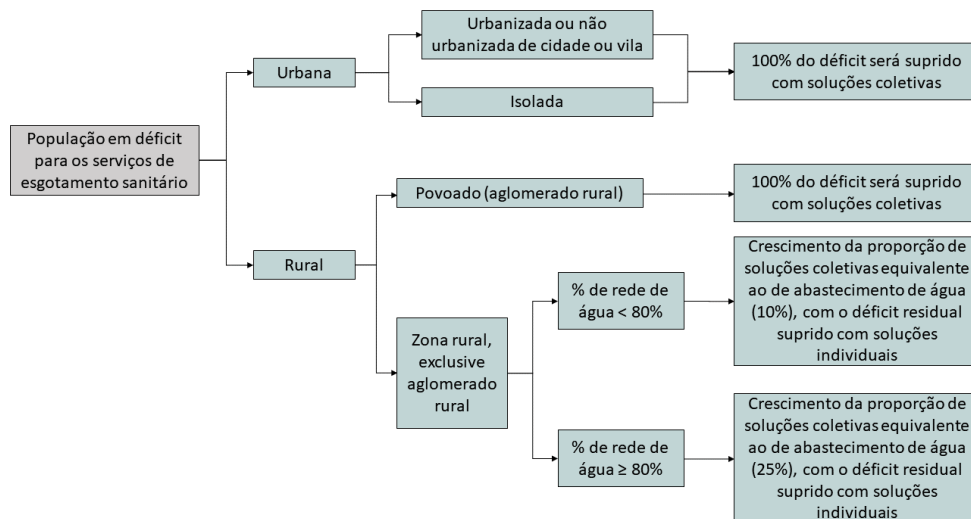 População em déficit
para os serviços de
esgotamento sanitário
Urbana
Urbanizada ou não
urbanizada de cidade ou vila
Isolada
100% do déficit será suprido
com soluções coletivas
Rural
Povoado (aglomerado rural)
100% do déficit será suprido
com soluções coletivas
Zona rural,
exclusive
aglomerado
rural
% de rede de
água < 80%
Crescimento da proporção de
soluções coletivas equivalente
ao de abastecimento de água
(10%), com o déficit residual
suprido com soluções
individuais
% de rede de
água ≥ 80%
Crescimento da proporção de
soluções coletivas equivalente
ao de abastecimento de água
(25%), com o déficit residual
suprido com soluções
individuais